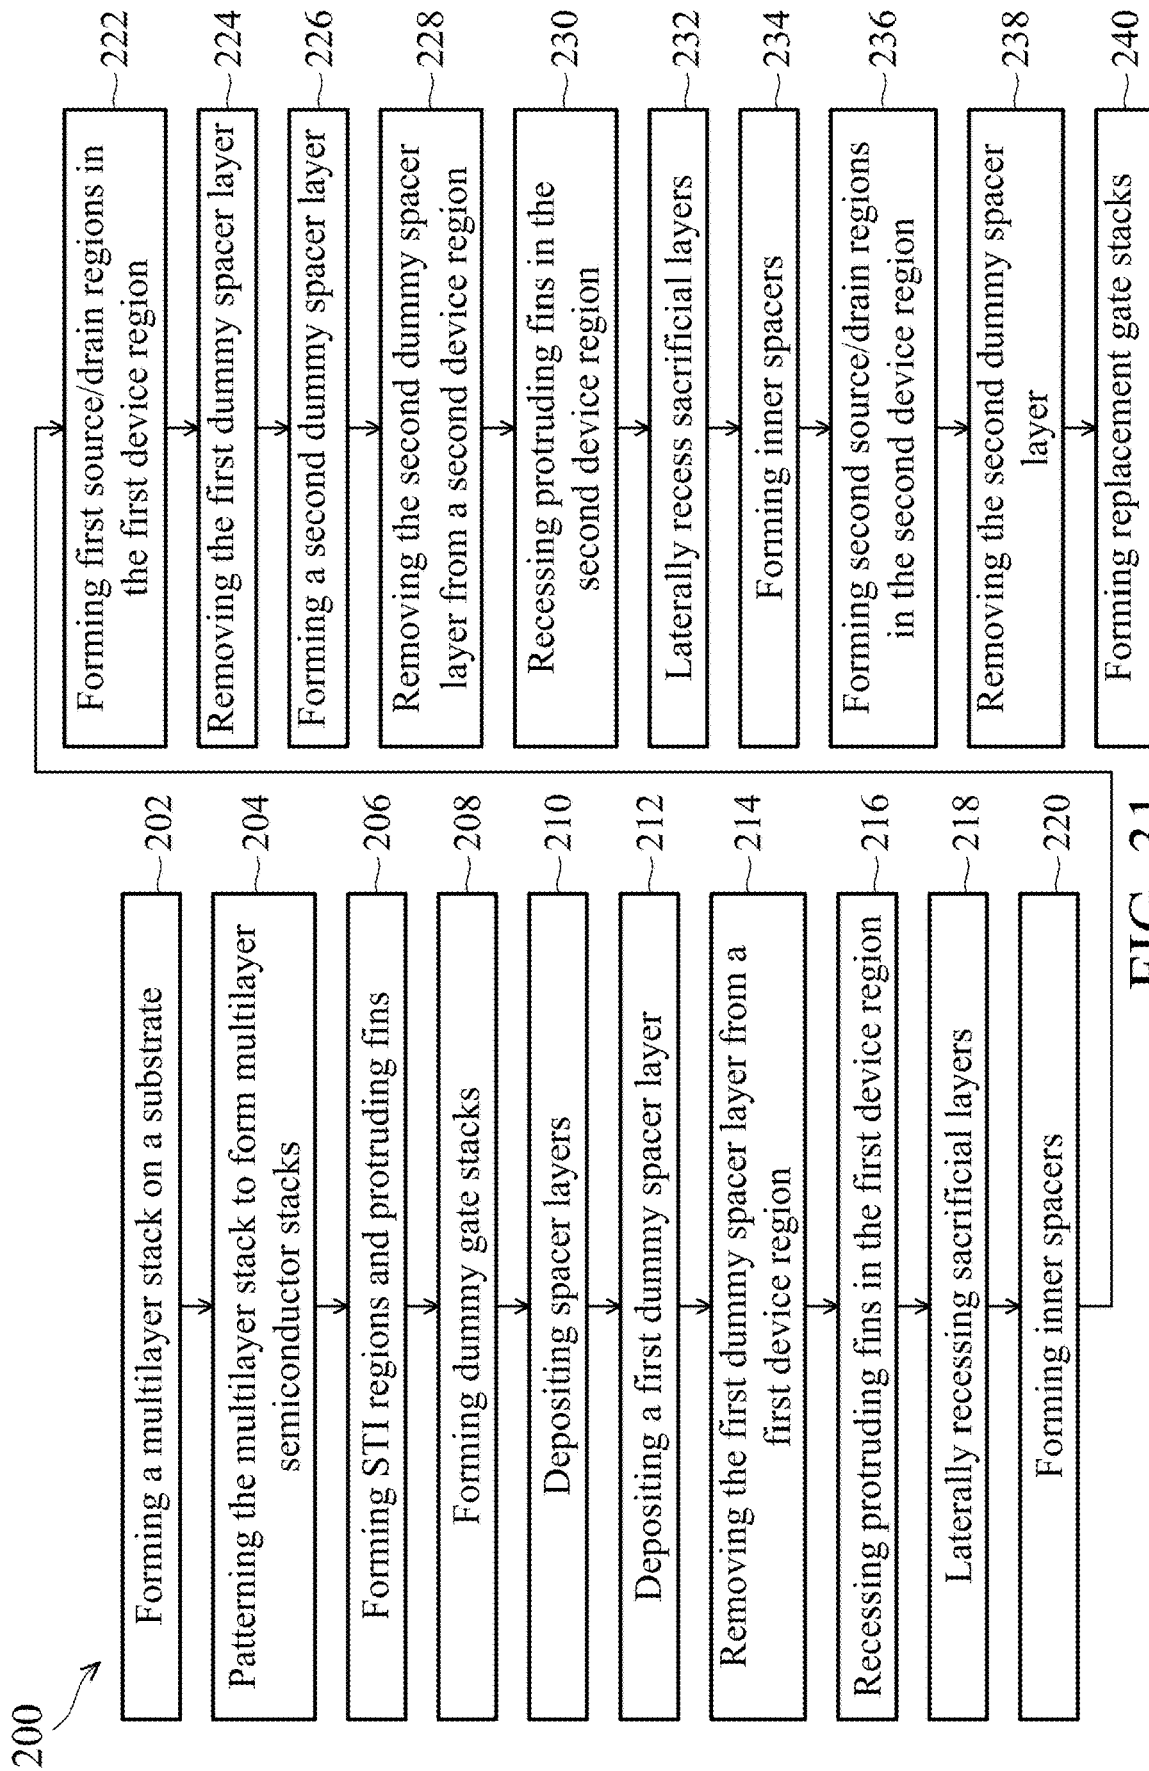 200
Forming a multilayer stack on a substrate
202
Patterning the multilayer stack to form multilayer
semiconductor stacks
204
Forming STI regions and protruding fins
206
Forming dummy gate stacks
208
Depositing spacer layers
210
Depositing a first dummy spacer layer
212
Removing the first dummy spacer layer from a
first device region
214
Recessing protruding fins in the first device region
216
Laterally recessing sacrificial layers
218
Forming inner spacers
220
Forming first source/drain regions in
the first device region
222
Removing the first dummy spacer layer
224
Forming a second dummy spacer layer
226
Removing the second dummy spacer
layer from a second device region
228
Recessing protruding fins in the
second device region
230
Laterally recess sacrificial layers
232
Forming inner spacers
234
Forming second source/drain regions
in the second device region
236
Removing the second dummy spacer
layer
238
Forming replacement gate stacks
240
FIG. 31